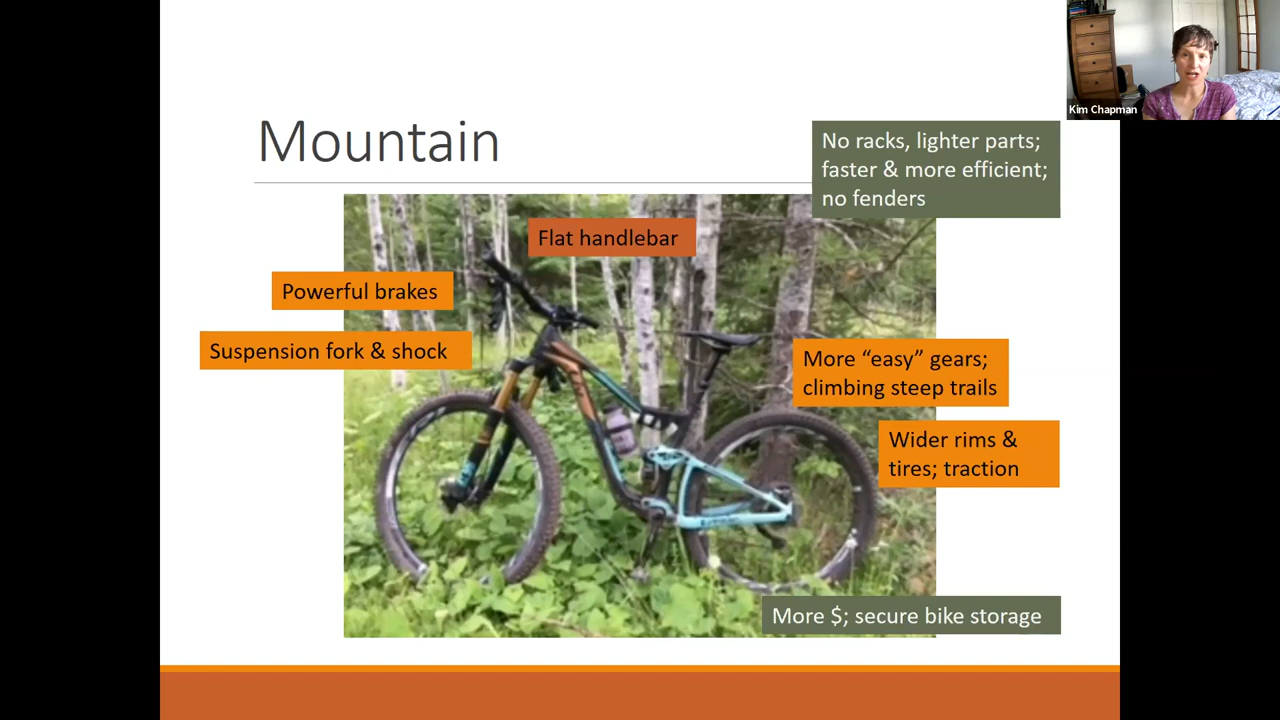 Kim Chapman
Mountain
No racks, lighter parts;
faster & more efficient;
no fenders
Flat handlebar
Powerful brakes
Suspension fork & shock
More “easy” gears;
climbing steep trails
Wider rims &
tires; traction
More $; secure bike storage